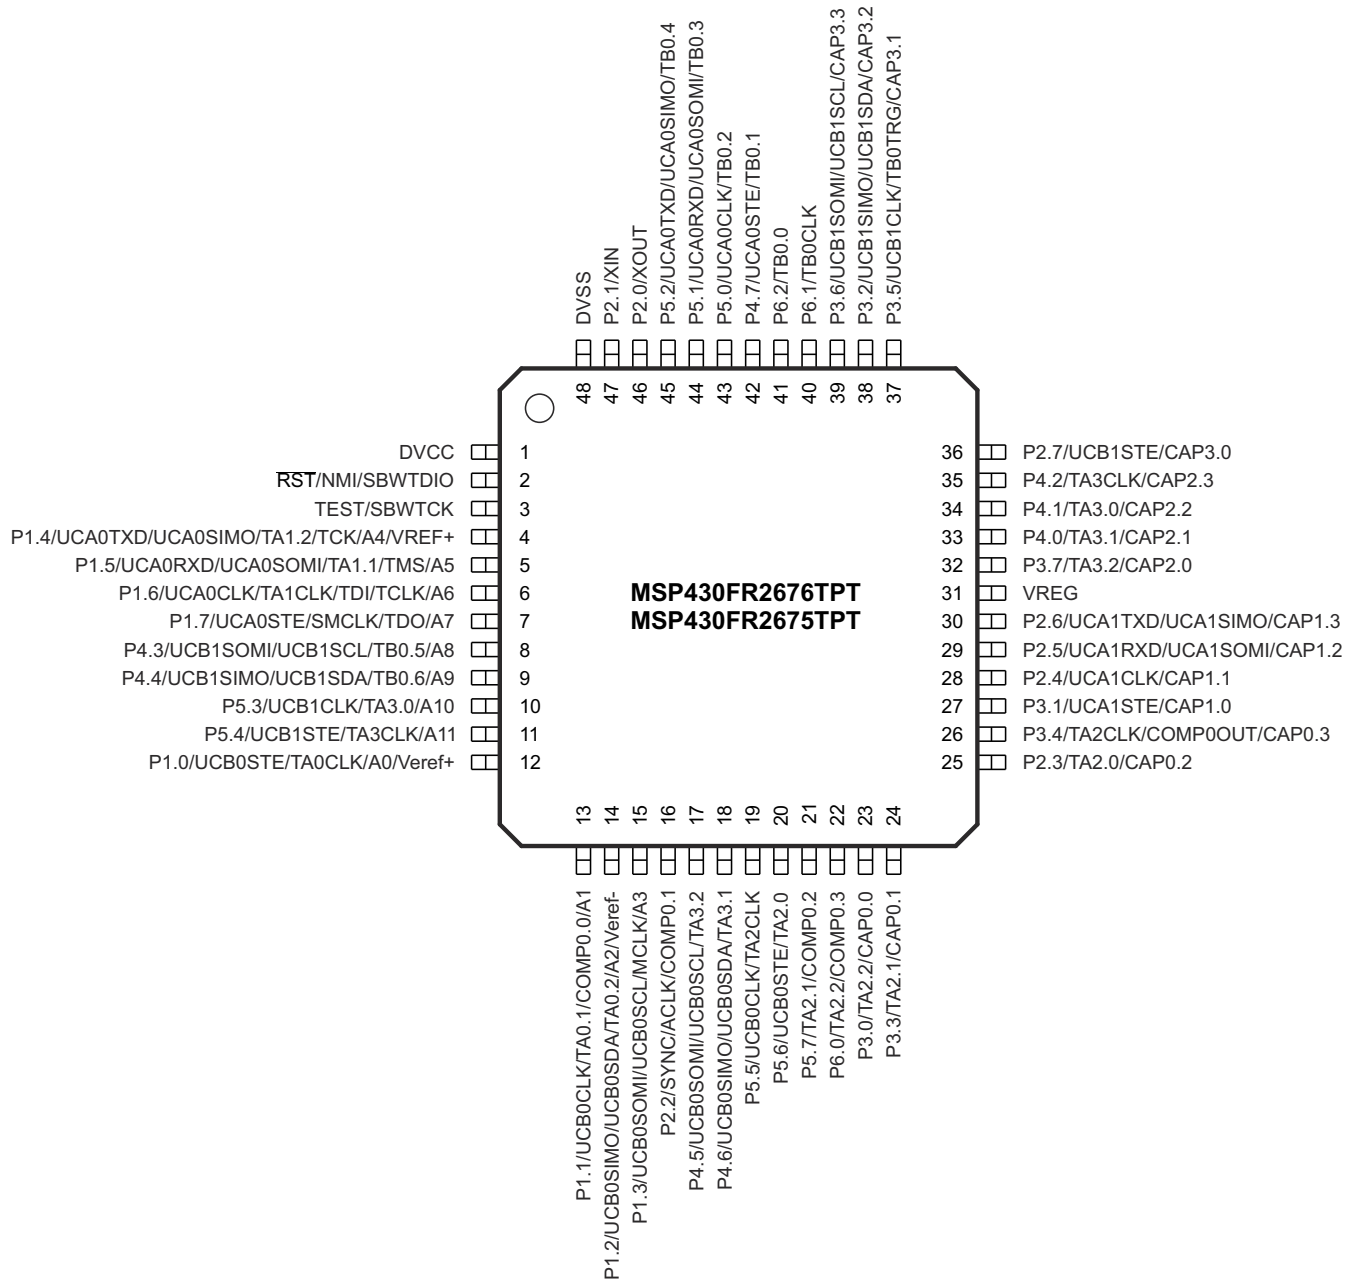 DVSS
P2.1/XIN
P2.0/XOUT
P5.2/UCA0TXD/UCA0SIMO/TB0.4
P5.1/UCA0RXD/UCA0SOMI/TB0.3
P5.0/UCA0CLK/TB0.2
P4.7/UCA0STE/TB0.1
P6.2/TB0.0
P6.1/TB0CLK
P3.6/UCB1SOMI/UCB1SCL/CAP3.3
P3.2/UCB1SIMO/UCB1SDA/CAP3.2
P3.5/UCB1CLK/TB0TRG/CAP3.1
48 47 46 45 44 43 42 41 40 39 38 37
DVCC 1
RST/NMI/SBWTDIO 2
TEST/SBWTCK 3
P1.4/UCA0TXD/UCA0SIMO/TA1.2/TCK/A4/VREF+ 4
P1.5/UCA0RXD/UCA0SOMI/TA1.1/TMS/A5 5
P1.6/UCA0CLK/TA1CLK/TDI/TCLK/A6 6
P1.7/UCA0STE/SMCLK/TDO/A7 7
P4.3/UCB1SOMI/UCB1SCL/TB0.5/A8 8
P4.4/UCB1SIMO/UCB1SDA/TB0.6/A9 9
P5.3/UCB1CLK/TA3.0/A10 10
P5.4/UCB1STE/TA3CLK/A11 11
P1.0/UCB0STE/TA0CLK/A0/Veref+ 12
MSP430FR2676TPT
MSP430FR2675TPT
36 P2.7/UCB1STE/CAP3.0
35 P4.2/TA3CLK/CAP2.3
34 P4.1/TA3.0/CAP2.2
33 P4.0/TA3.1/CAP2.1
32 P3.7/TA3.2/CAP2.0
31 VREG
30 P2.6/UCA1TXD/UCA1SIMO/CAP1.3
29 P2.5/UCA1RXD/UCA1SOMI/CAP1.2
28 P2.4/UCA1CLK/CAP1.1
27 P3.1/UCA1STE/CAP1.0
26 P3.4/TA2CLK/COMP0OUT/CAP0.3
25 P2.3/TA2.0/CAP0.2
13 14 15 16 17 18 19 20 21 22 23 24
P1.1/UCB0CLK/TA0.1/COMP0.0/A1
P1.2/UCB0SIMO/UCB0SDA/TA0.2/A2/Veref-
P1.3/UCB0SOMI/UCB0SCL/MCLK/A3
P2.2/SYNC/ACLK/COMP0.1
P4.5/UCB0SOMI/UCB0SCL/TA3.2
P4.6/UCB0SIMO/UCB0SDA/TA3.1
P5.5/UCB0CLK/TA2CLK
P5.6/UCB0STE/TA2.0
P5.7/TA2.1/COMP0.2
P6.0/TA2.2/COMP0.3
P3.0/TA2.2/CAP0.0
P3.3/TA2.1/CAP0.1